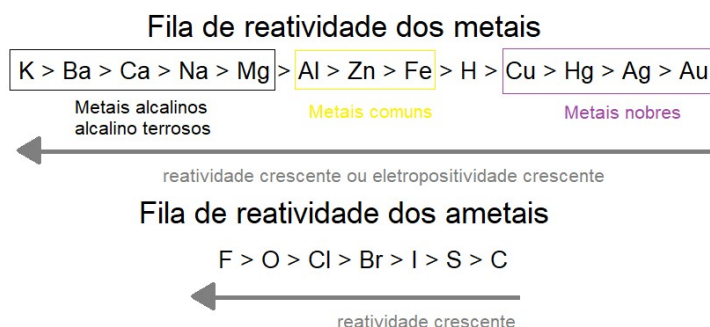 Fila de reatividade dos metais
K > Ba > Ca > Na > Mg > Al > Zn > Fe > H > Cu > Hg > Ag > Au
Metais alcalinos
alcalino terrosos
Metais comuns
Metais nobres
reatividade crescente ou eletropositividade crescente
Fila de reatividade dos ametais
F > O > Cl > Br > I > S > C
reatividade crescente